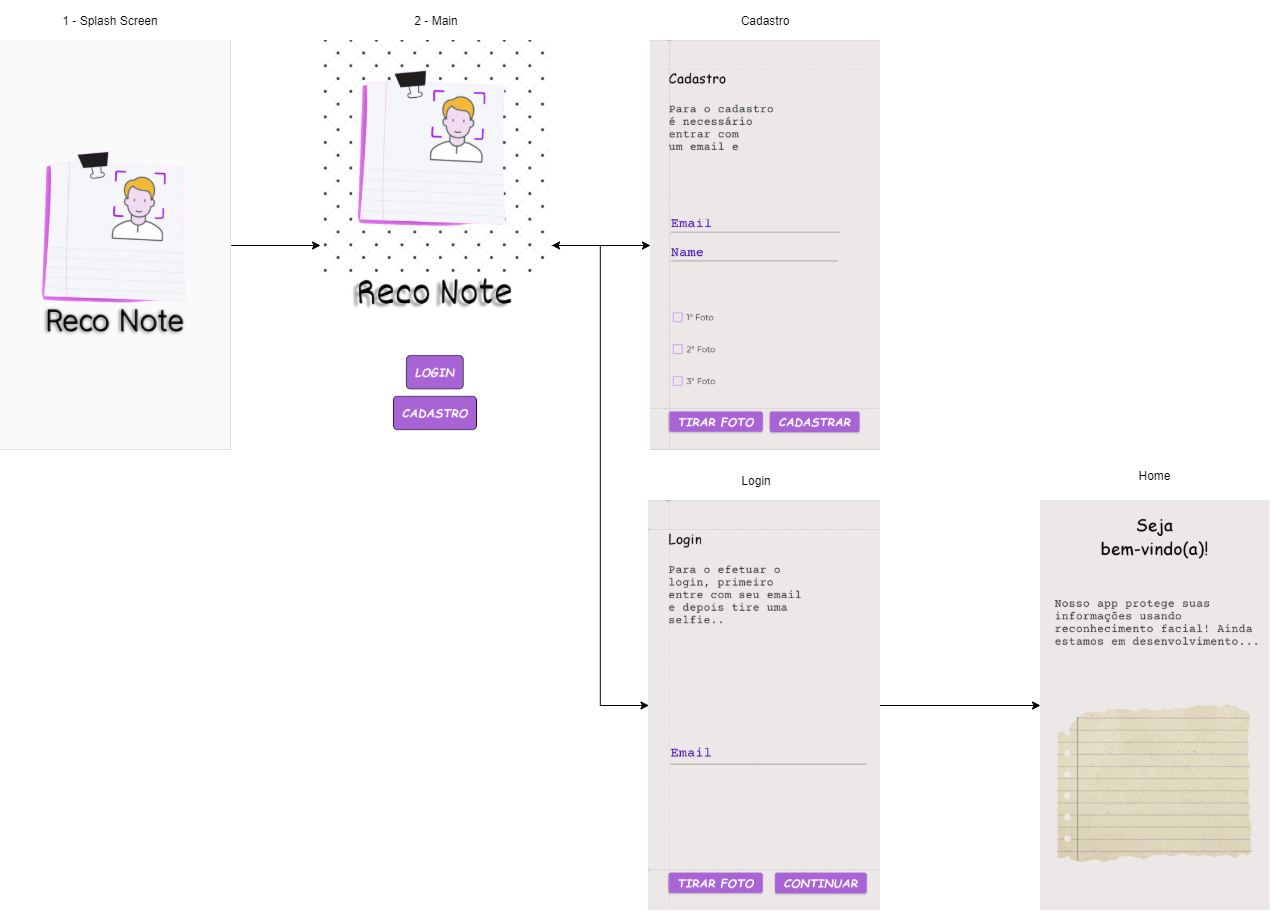 1 - Splash Screen
Reco Note
2 - Main
Reco Note
LOGIN
CADASTRO
Cadastro
Cadastro
Para o cadastro
é necessário
entrar com
um email e
Email
Name
1ª Foto
2ª Foto
3ª Foto
TIRAR FOTO
CADASTRAR
Login
Login
Para o efetuar o
login, primeiro
entre com seu email
e depois tire uma
selfie..
Email
TIRAR FOTO
CONTINUAR
Home
Seja
bem-vindo(a)!
Nosso app protege suas
informações usando
reconhecimento facial! Ainda
estamos em desenvolvimento...